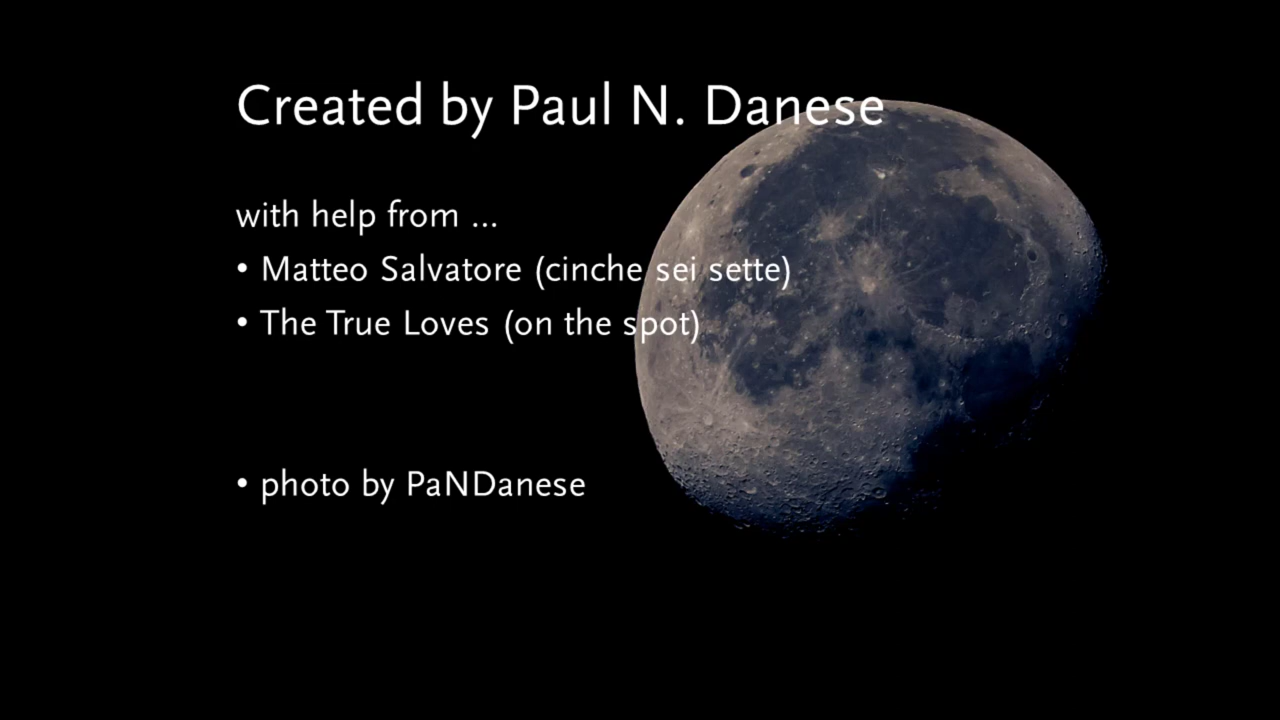 Created by Paul N. Danese
with help from ...
• Matteo Salvatore (cinche sei sette)
• The True Loves (on the spot)
• photo by PaNDanese